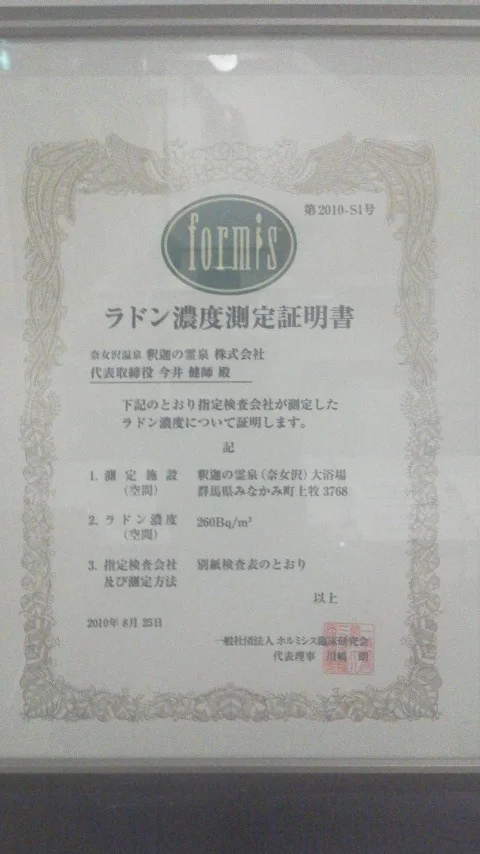 第2010-S1号
formis
ラドン濃度測定証明書
奈女沢温泉 釈迦の霊泉 株式会社
代表取締役 今井 健師 殿
下記のとおり指定検査会社が測定した
ラドン濃度について証明します。
記
1. 測定施設 釈迦の霊泉(奈女沢)大浴場
(空間) 群馬県みなかみ町上牧3768
2. ラドン濃度 260Bq/m³
(空間)
3. 指定検査会社 別紙検査表のとおり
及び測定方法
以上
2010年8月25日
一般社団法人 ホルミシス臨床研究会
代表理事 川嶋 朗